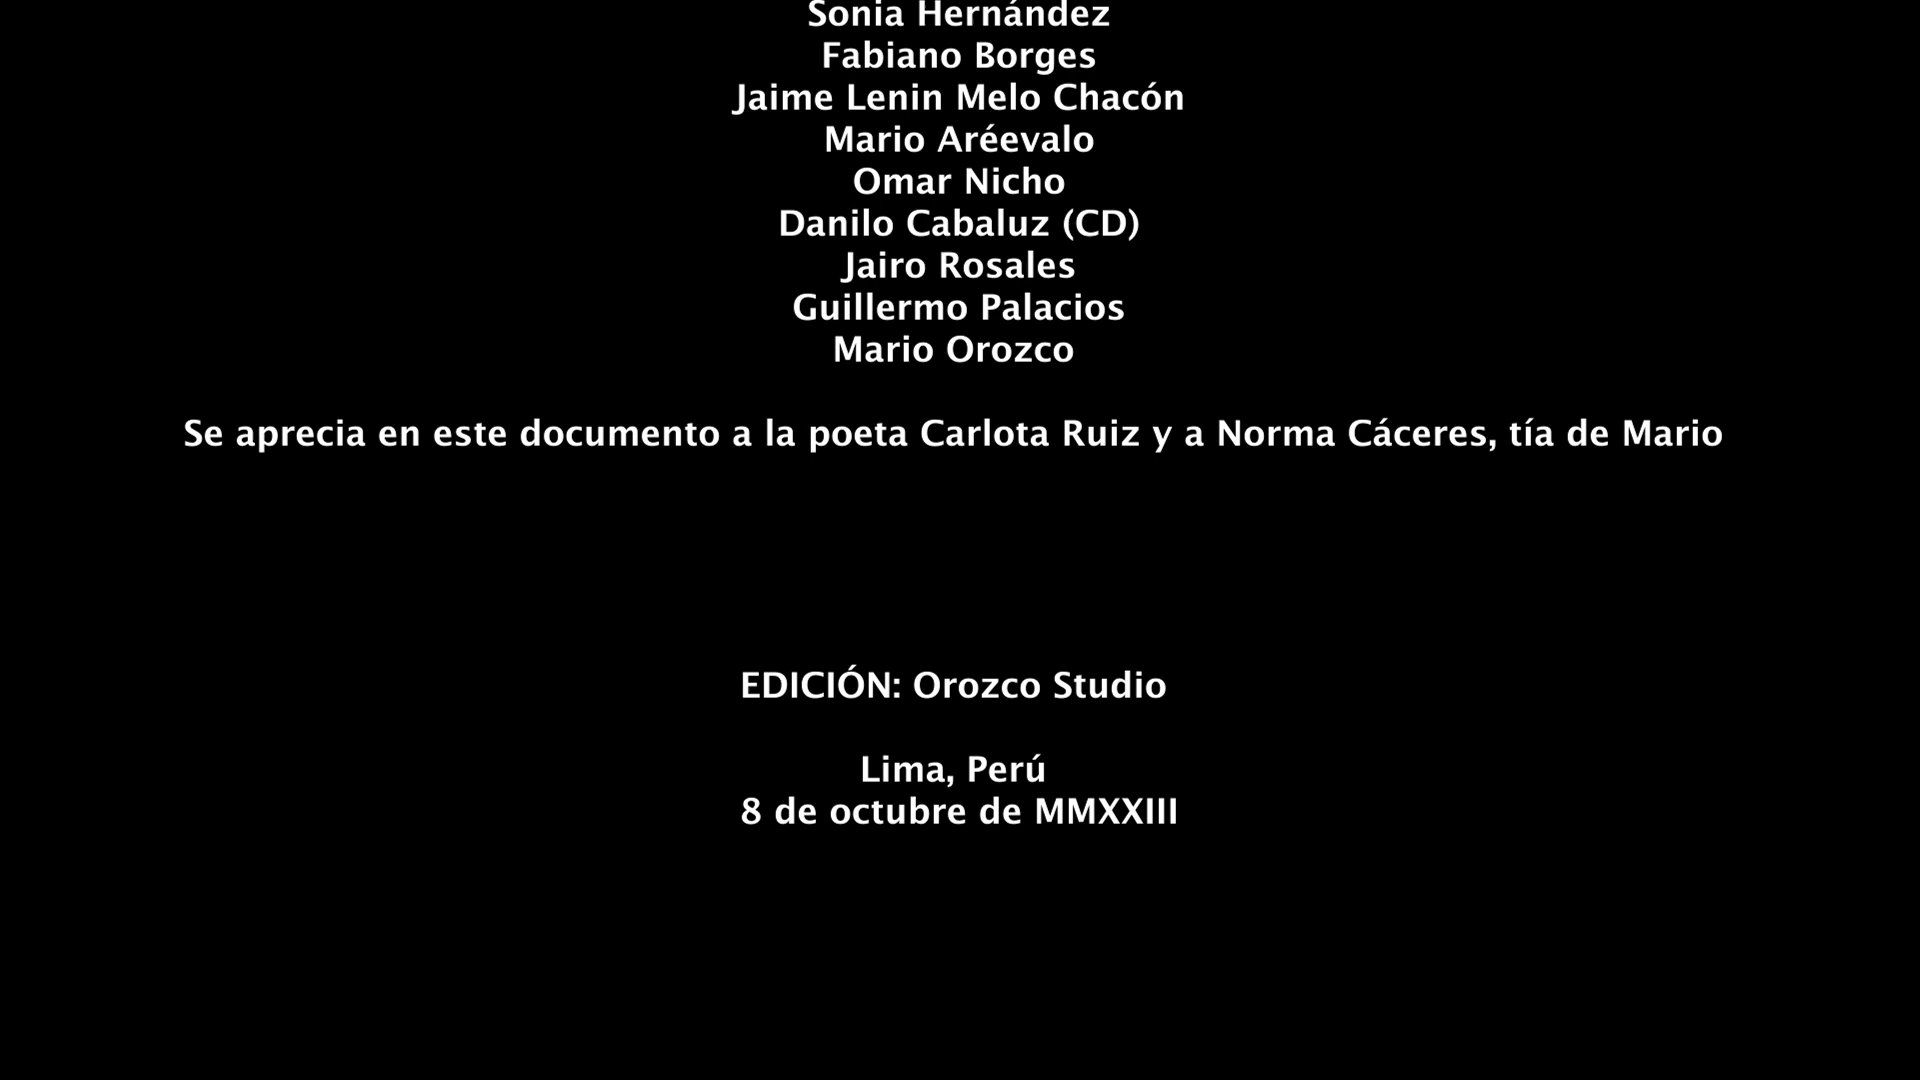 Sonia Hernández
Fabiano Borges
Jaime Lenin Melo Chacón
Mario Aréevalo
Omar Nicho
Danilo Cabaluz (CD)
Jairo Rosales
Guillermo Palacios
Mario Orozco
Se aprecia en este documento a la poeta Carlota Ruiz y a Norma Cáceres, tía de Mario
EDICIÓN: Orozco Studio
Lima, Perú
8 de octubre de MMXXIII